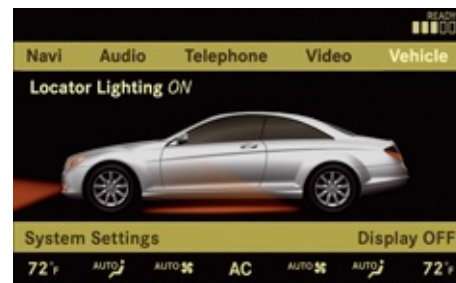 READY
Navi Audio Telephone Video Vehicle
Locator Lighting ON
System Settings Display OFF
72°F AUTO AUTO AC AUTO AUTO 72°F